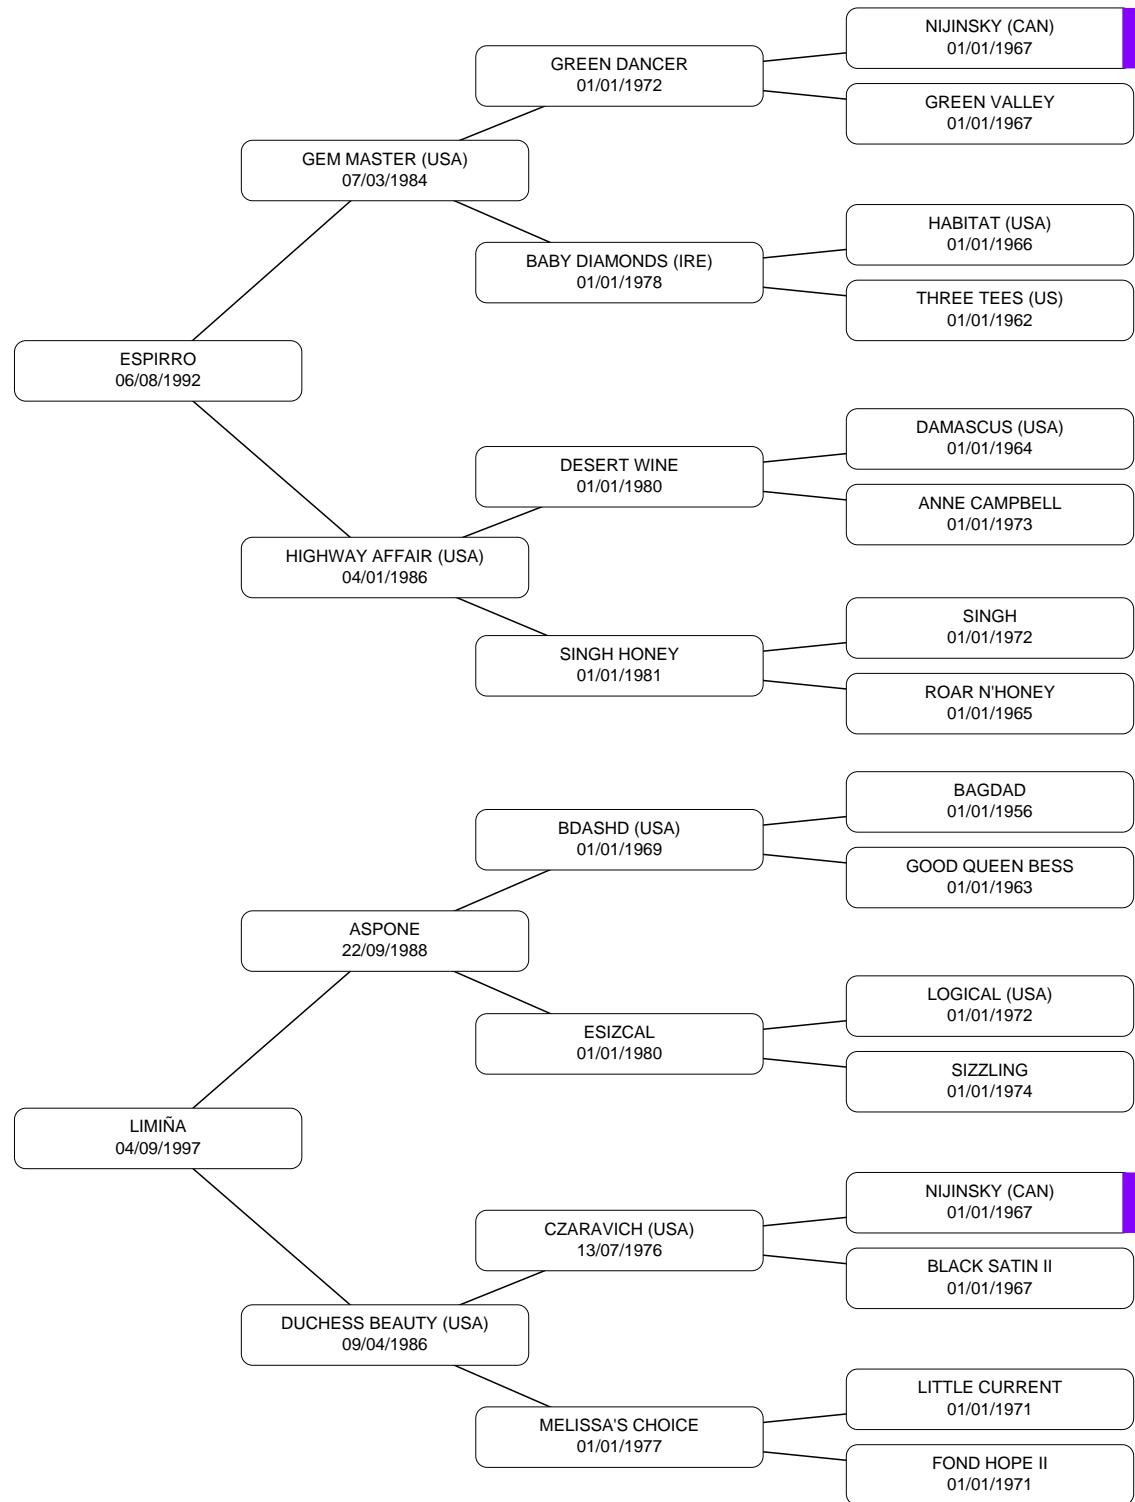 NIJINSKY (CAN)
01/01/1967
GREEN DANCER
01/01/1972
GREEN VALLEY
01/01/1967
GEM MASTER (USA)
07/03/1984
HABITAT (USA)
01/01/1966
BABY DIAMONDS (IRE)
01/01/1978
THREE TEES (US)
01/01/1962
ESPIRRO
06/08/1992
DAMASCUS (USA)
01/01/1964
DESERT WINE
01/01/1980
ANNE CAMPBELL
01/01/1973
HIGHWAY AFFAIR (USA)
04/01/1986
SINGH
01/01/1972
SINGH HONEY
01/01/1981
ROAR N'HONEY
01/01/1965
BAGDAD
01/01/1956
BDASHD (USA)
01/01/1969
GOOD QUEEN BESS
01/01/1963
ASPONE
22/09/1988
LOGICAL (USA)
01/01/1972
ESIZCAL
01/01/1980
SIZZLING
01/01/1974
LIMIÑA
04/09/1997
NIJINSKY (CAN)
01/01/1967
CZARAVICH (USA)
13/07/1976
BLACK SATIN II
01/01/1967
DUCHESS BEAUTY (USA)
09/04/1986
LITTLE CURRENT
01/01/1971
MELISSA'S CHOICE
01/01/1977
FOND HOPE II
01/01/1971